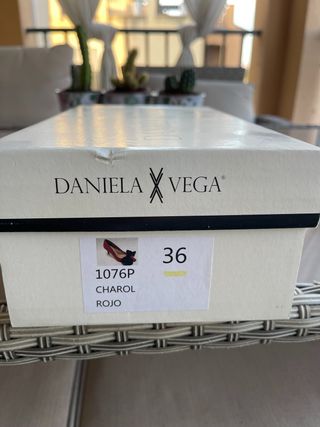 DANIELA VEGA®
1076P
36
CHAROL
ROJO